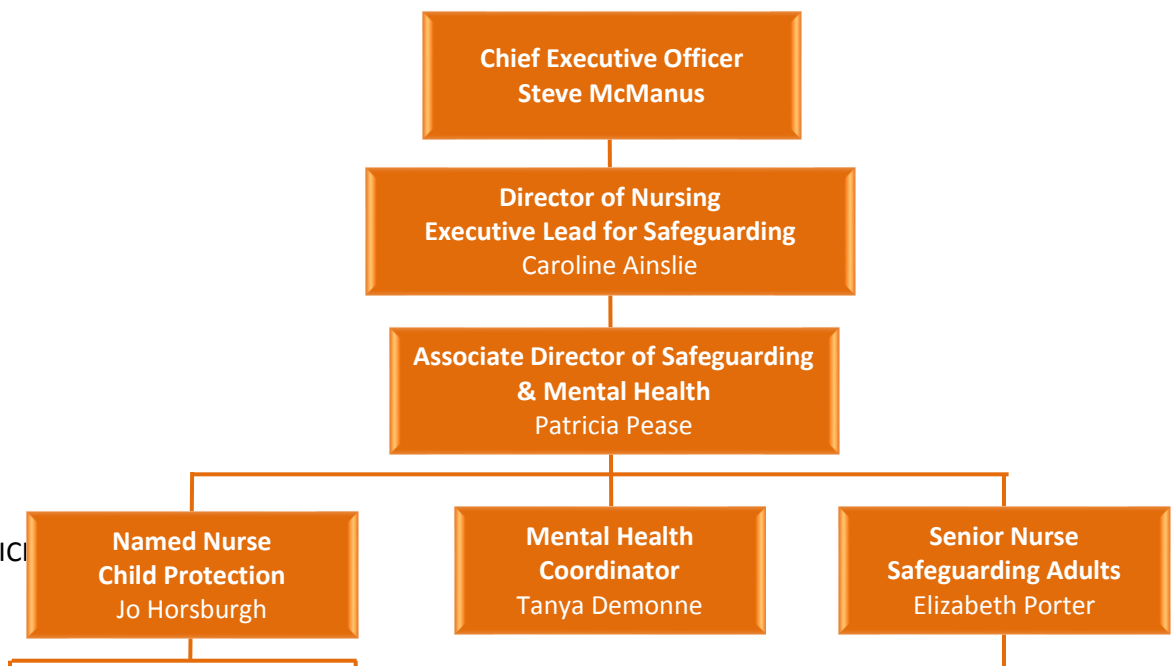 Chief Executive Officer
Steve McManus
Director of Nursing
Executive Lead for Safeguarding
Caroline Ainslie
Associate Director of Safeguarding
& Mental Health
Patricia Pease
Named Nurse
Child Protection
Jo Horsburgh
Mental Health
Coordinator
Tanya Demonne
Senior Nurse
Safeguarding Adults
Elizabeth Porter